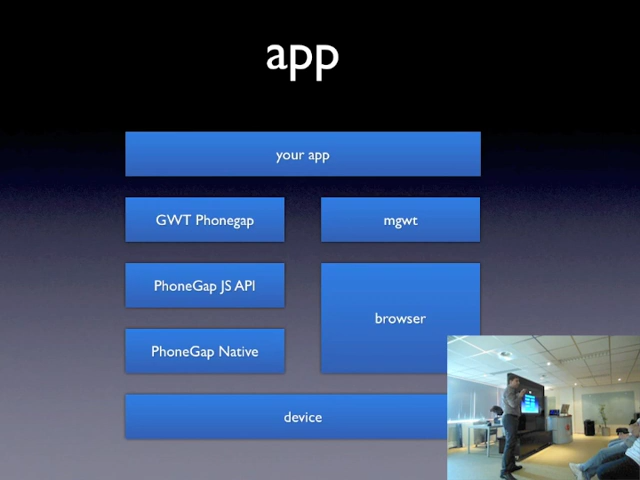 app
your app
GWT Phonegap
mgwt
PhoneGap JS API
browser
PhoneGap Native
device